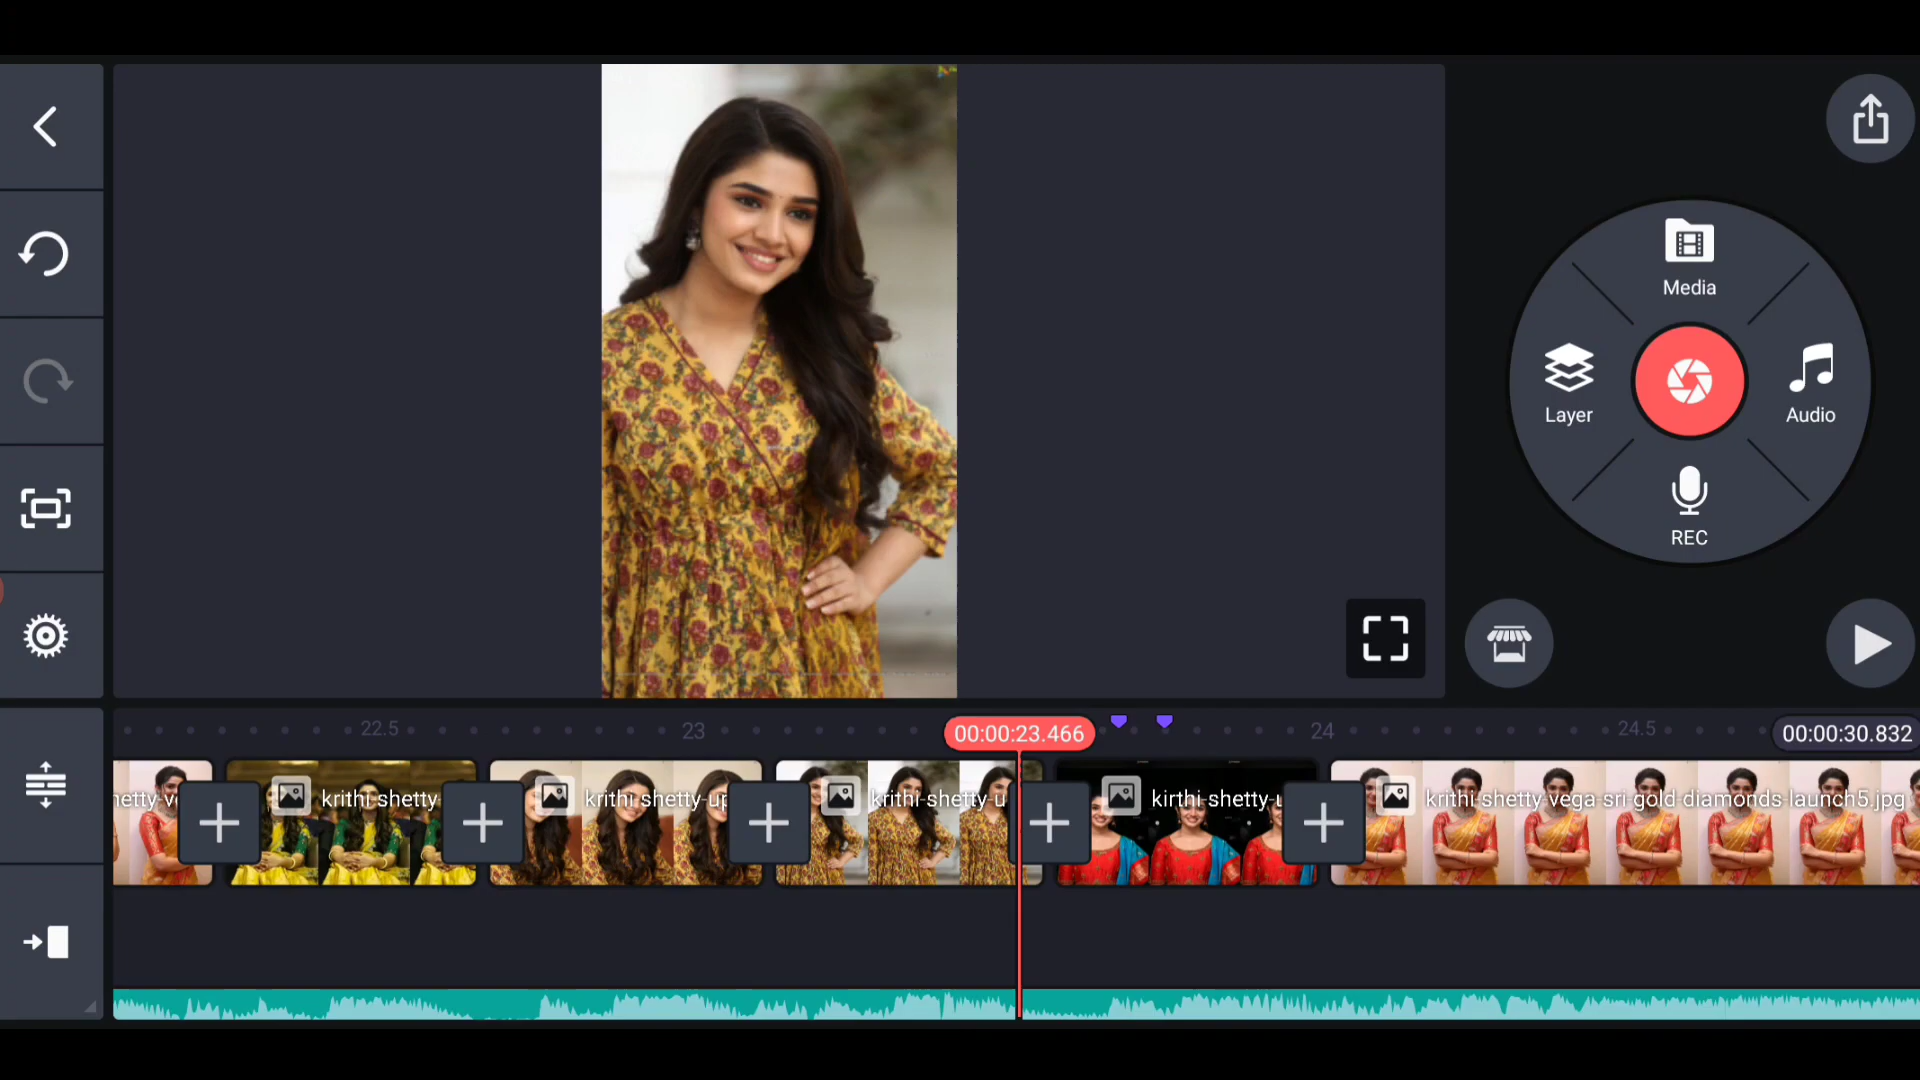 Media
Layer
Audio
REC
22.5
23
00:00:23.466
24
24.5
00:00:30.832
hetty-v
krithi shetty-
krithi shetty-up
krithi-shetty-u
kirthi-shetty-u
krithi shetty-vega sri gold diamonds launch5.jpg